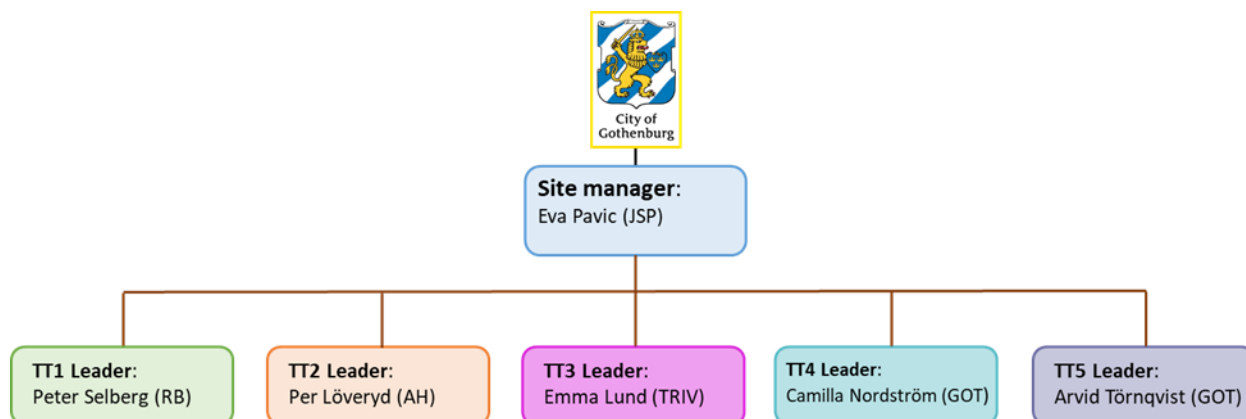 City of
Gothenburg
Site manager:
Eva Pavic (JSP)
TT1 Leader:
Peter Selberg (RB)
TT2 Leader:
Per Löveryd (AH)
TT3 Leader:
Emma Lund (TRIV)
TT4 Leader:
Camilla Nordström (GOT)
TT5 Leader:
Arvid Törnqvist (GOT)